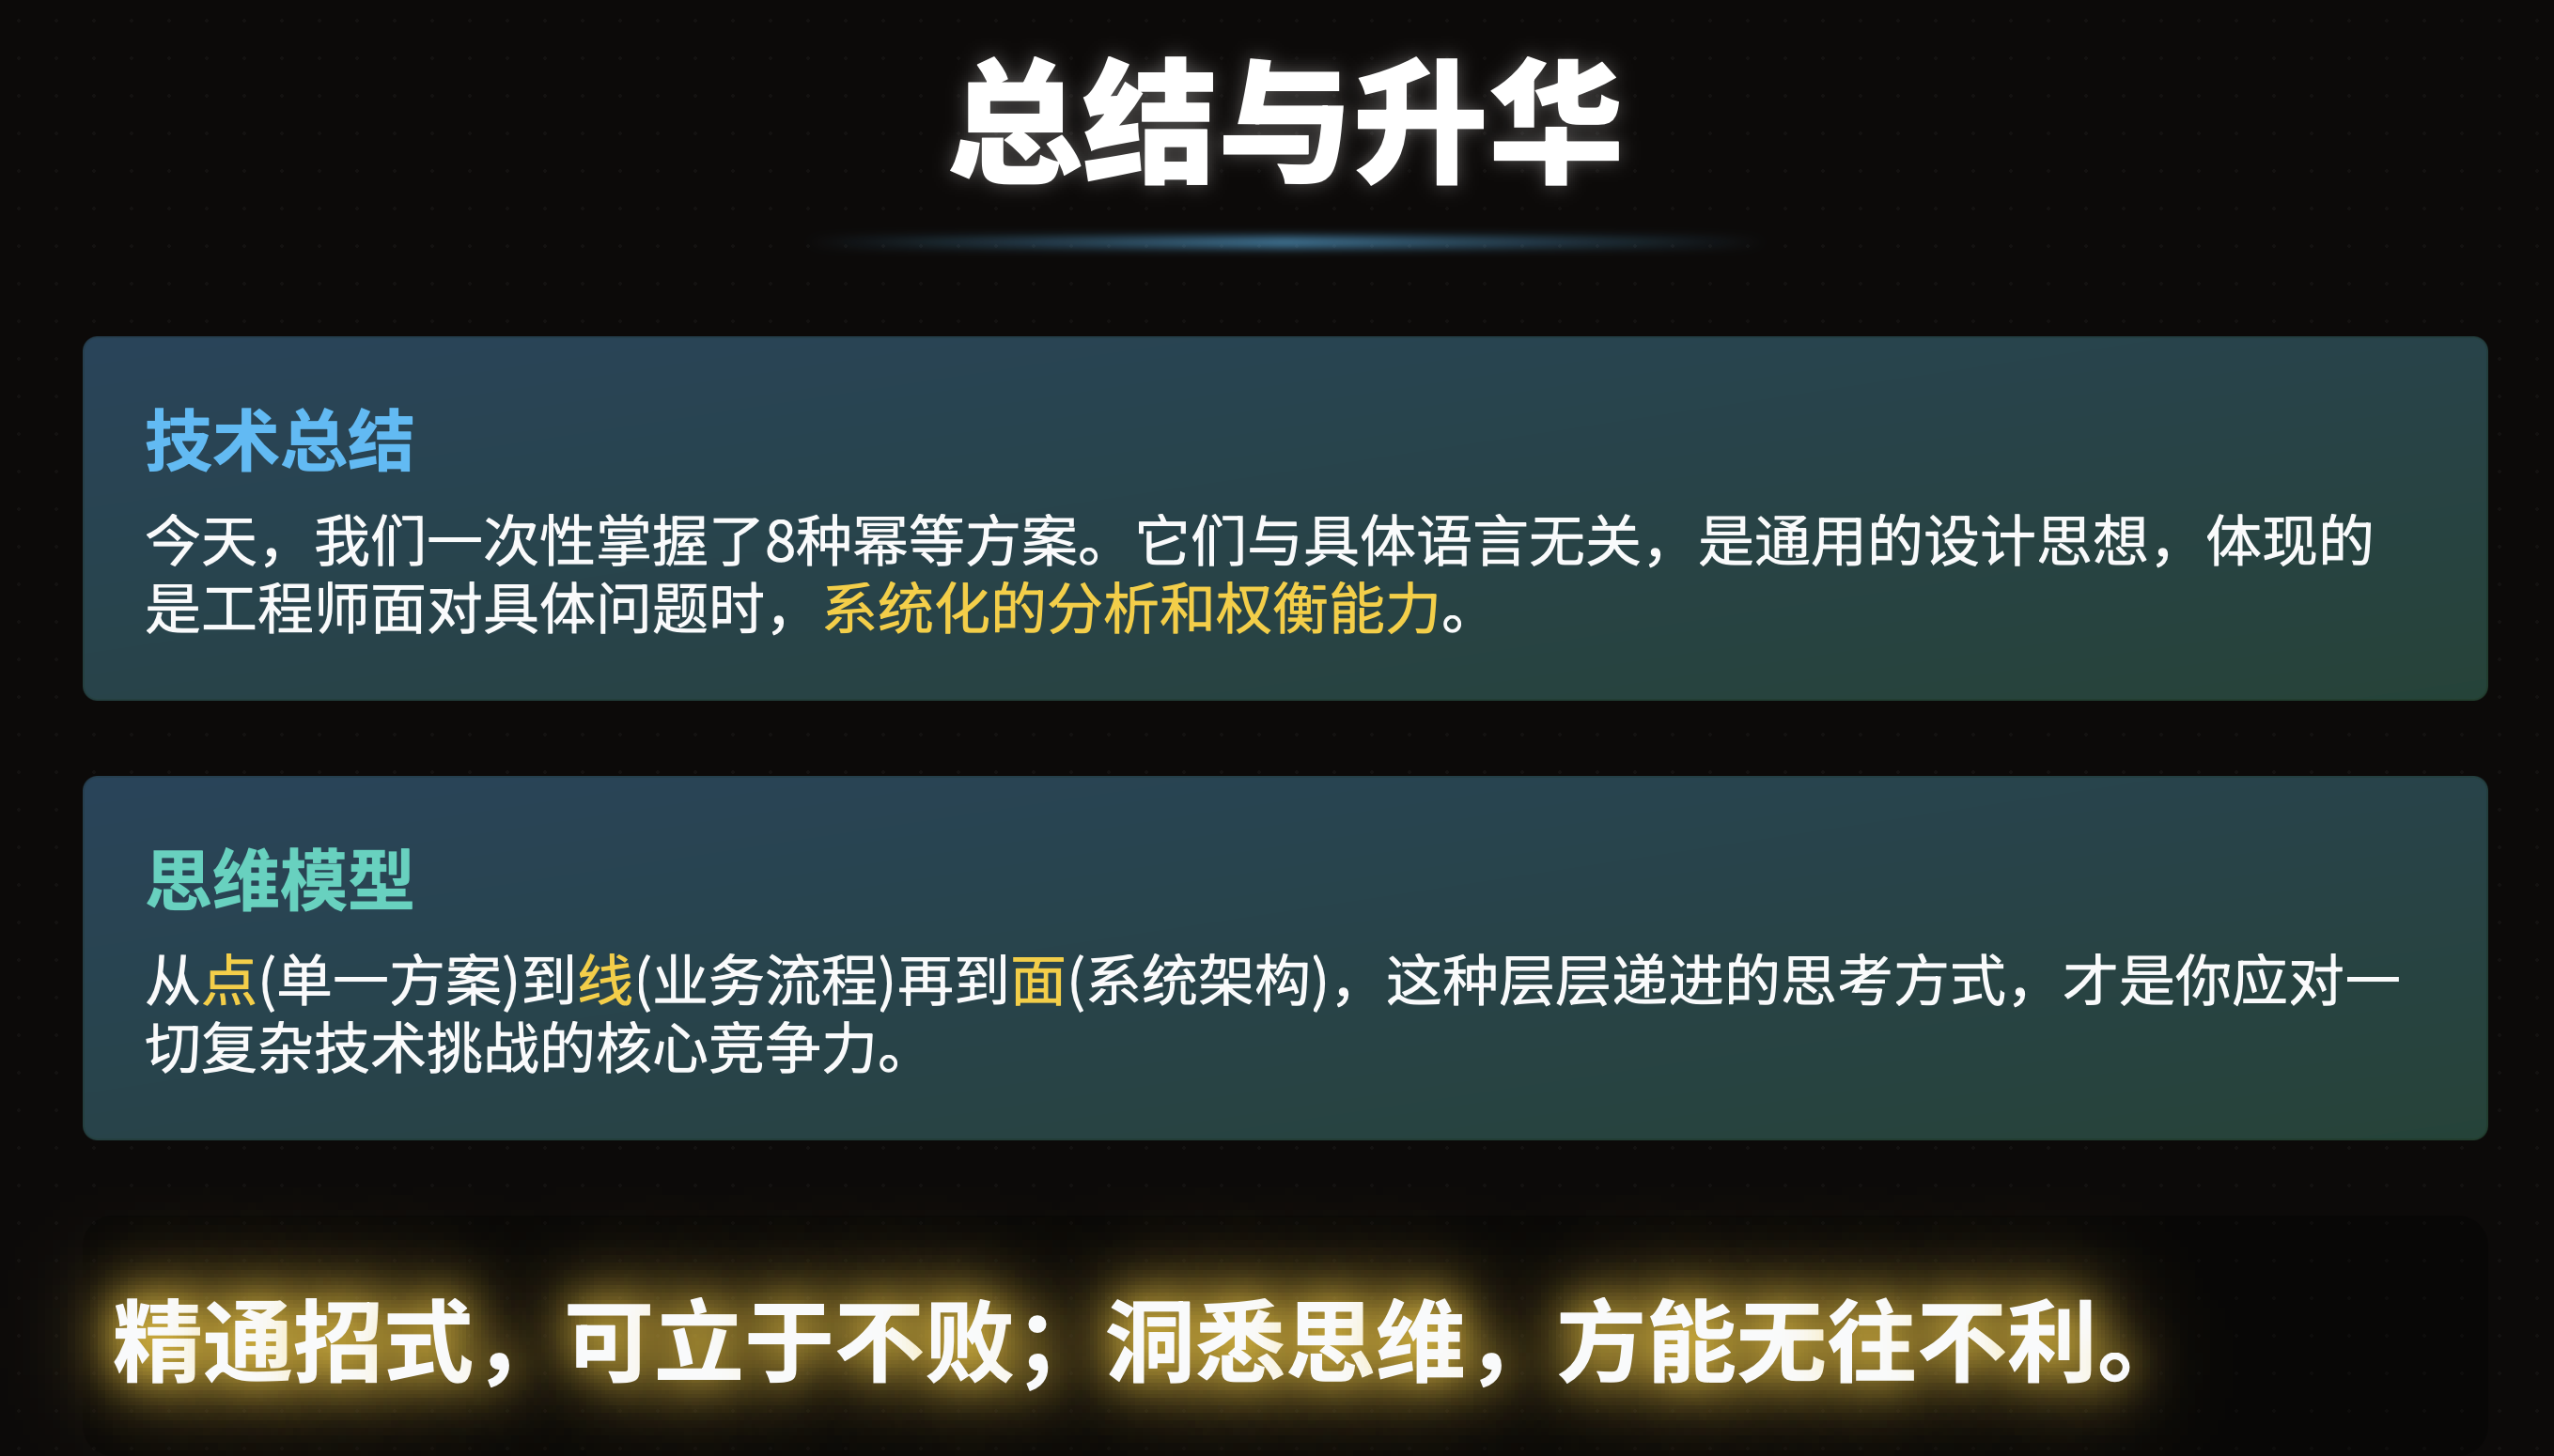 总结与升华
技术总结
今天，我们一次性掌握了8种幂等方案。它们与具体语言无关，是通用的设计思想，体现的
是工程师面对具体问题时，系统化的分析和权衡能力。
思维模型
从点(单一方案)到线(业务流程)再到面(系统架构)，这种层层递进的思考方式，才是你应对一
切复杂技术挑战的核心竞争力。
精通招式，可立于不败；洞悉思维，方能无往不利。